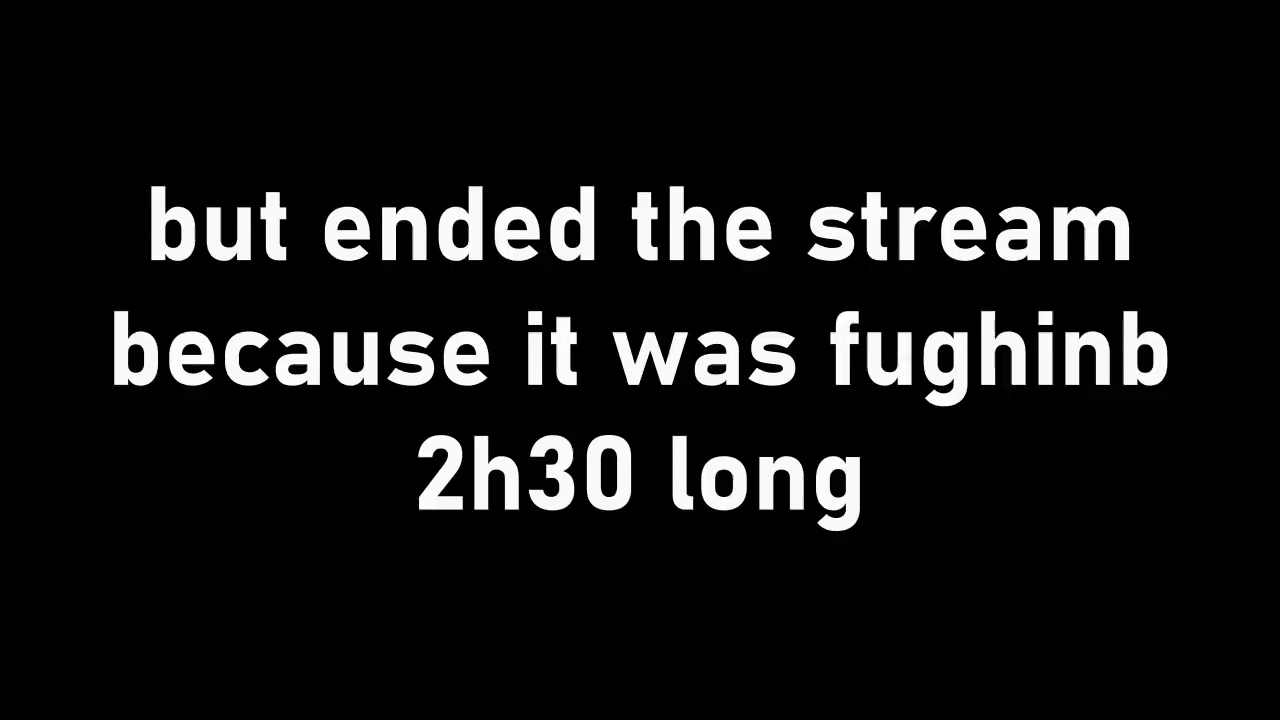 but ended the stream
because it was fughinb
2h30 long